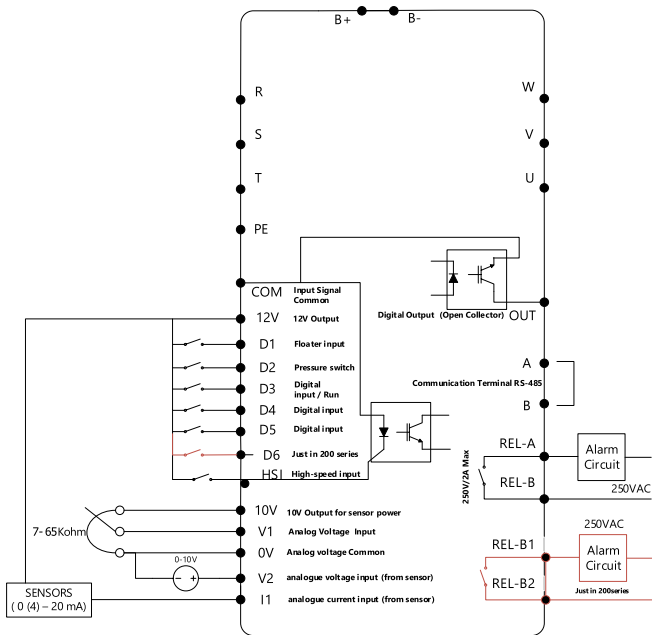 B+ B-
R
W
S
V
T
U
PE
COM Input Signal
Common
12V 12V Output
Digital Output (Open Collector) OUT
D1 Floater input
D2 Pressure switch
D3 Digital
input / Run
D4 Digital input
D5 Digital input
D6 Just in 200 series
HSI High-speed input
A
Communication Terminal RS-485
B
REL-A
Alarm
Circuit
250V/2A Max
REL-B
250VAC
10V 10V Output for sensor power
7-65Kohm
V1 Analog Voltage Input
0V Analog voltage Common
0-10V
- +
V2 analogue voltage input (from sensor)
SENSORS
( 0 (4) – 20 mA)
I1 analogue current input (from sensor)
250VAC
REL-B1
Alarm
Circuit
REL-B2
Just in 200series